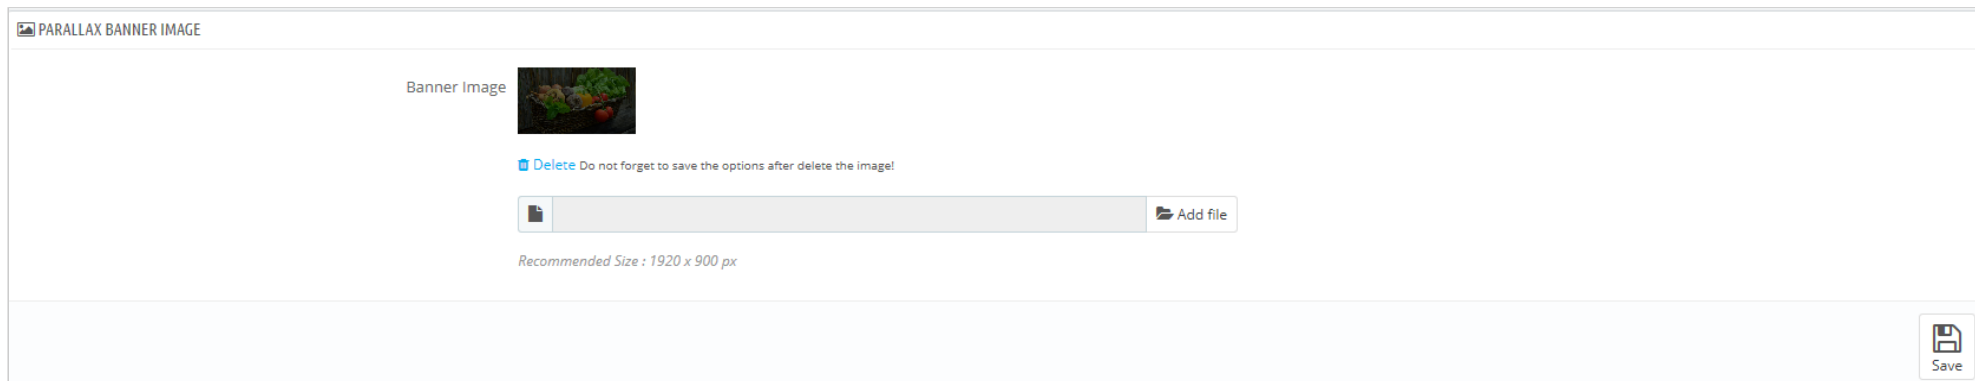 PARALLAX BANNER IMAGE
Banner Image
Delete Do not forget to save the options after delete the image!
Add file
Recommended Size : 1920 x 900 px
Save